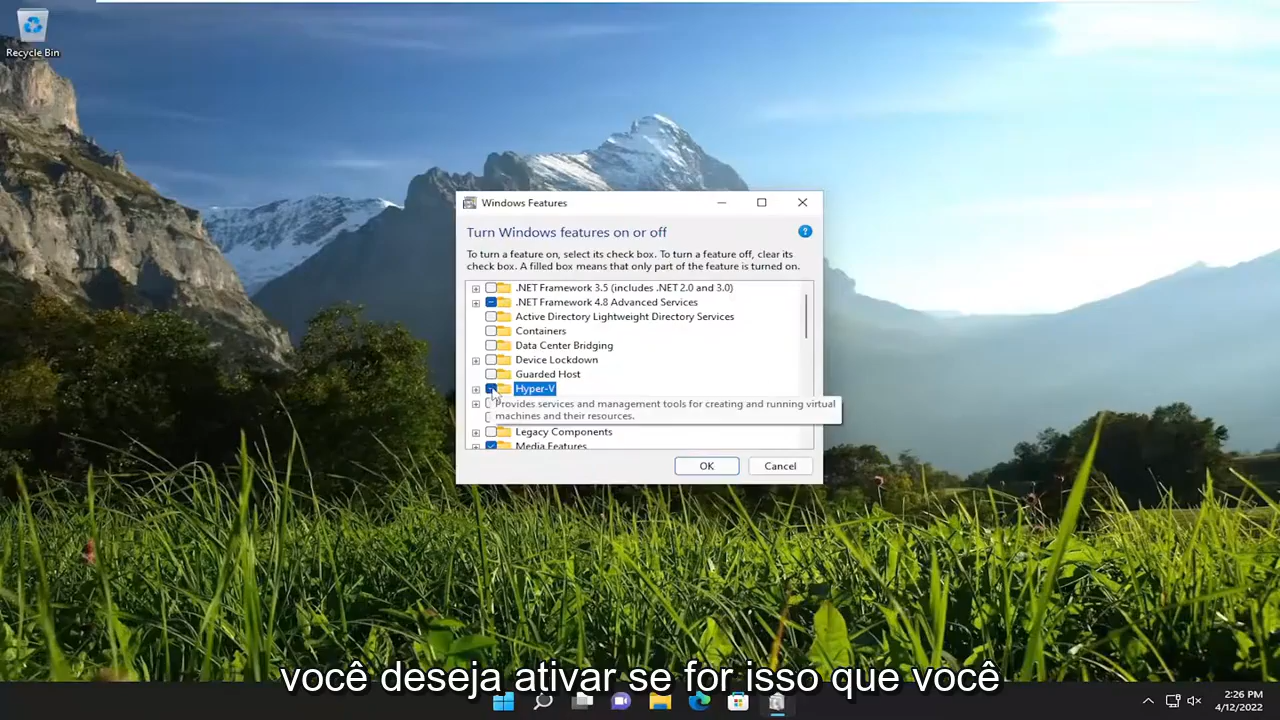 Recycle Bin
Windows Features
Turn Windows features on or off
To turn a feature on, select its check box. To turn a feature off, clear its
check box. A filled box means that only part of the feature is turned on.
.NET Framework 3.5 (includes .NET 2.0 and 3.0)
.NET Framework 4.8 Advanced Services
Active Directory Lightweight Directory Services
Containers
Data Center Bridging
Device Lockdown
Guarded Host
Hyper-V
Provides services and management tools for creating and running virtual
machines and their resources.
Legacy Components
Media Features
OK
Cancel
você deseja ativar se for isso que você
2:26 PM
4/12/2022